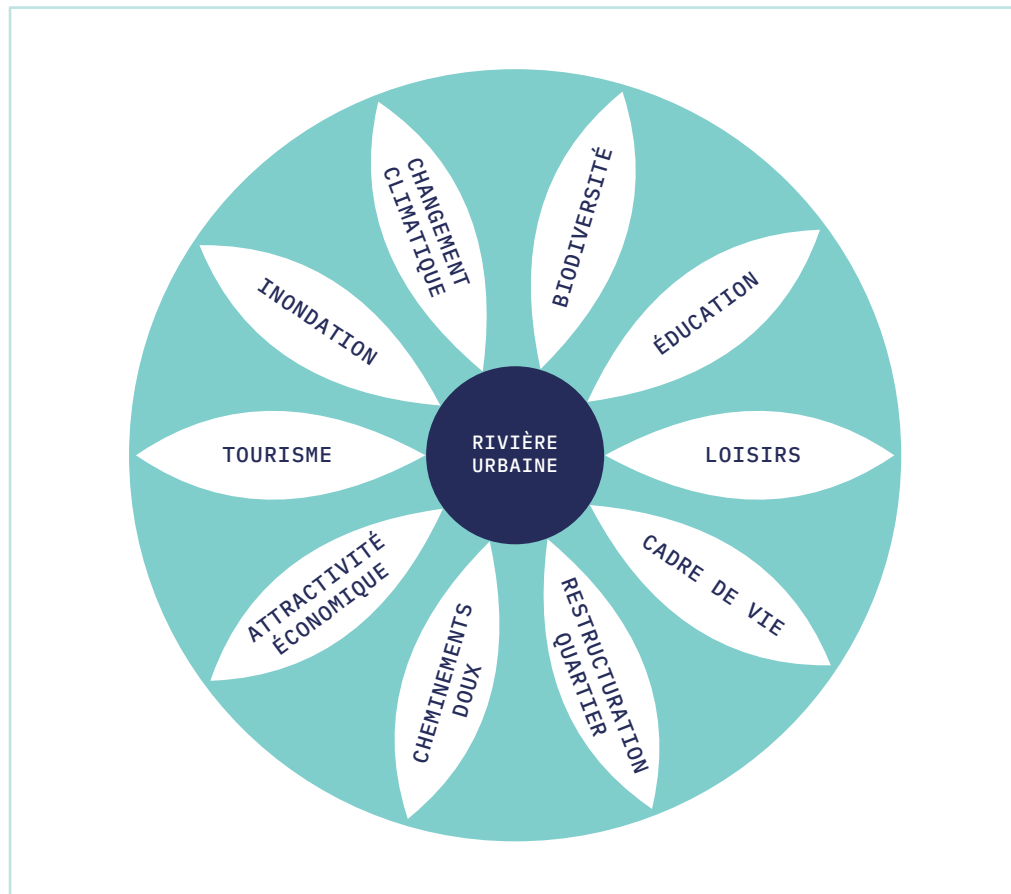 CHANGEMENT
CLIMATIQUE
BIODIVERSITÉ
ÉDUCATION
INONDATION
TOURISME
RIVIÈRE
URBAINE
LOISIRS
CADRE DE VIE
ATTRACTIVITÉ
ÉCONOMIQUE
CHEMINEMENTS
DOUX
RESTRUCTURATION
QUARTIER